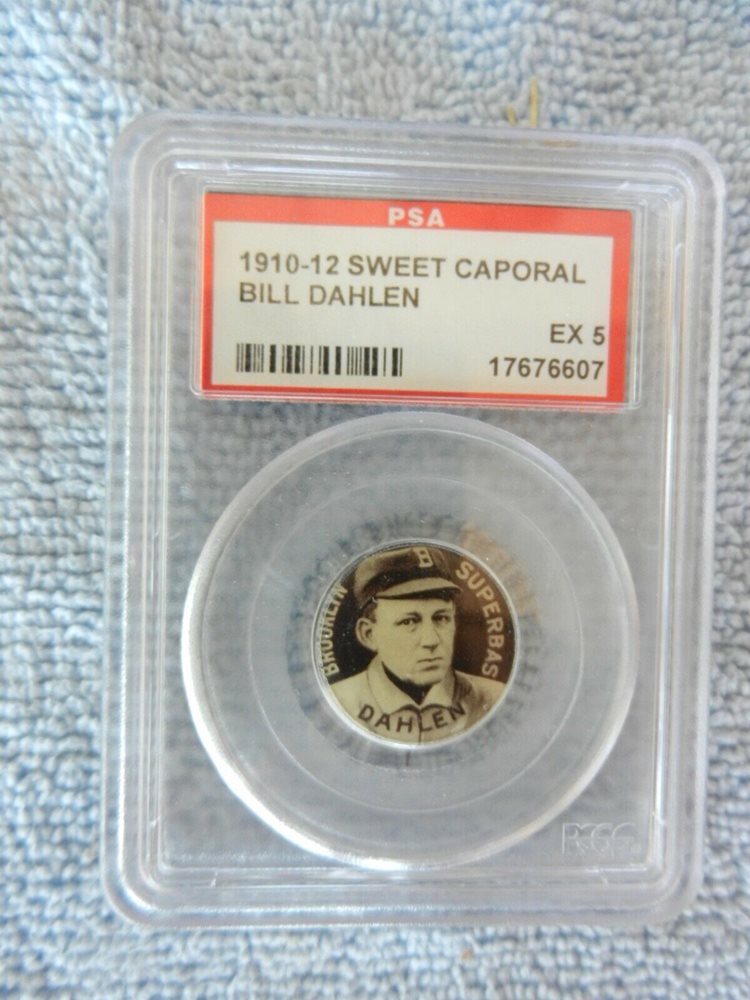 PSA
1910-12 SWEET CAPORAL
BILL DAHLEN
EX 5
17676607
B
BROOKLYN
SUPERBAS
DAHLEN